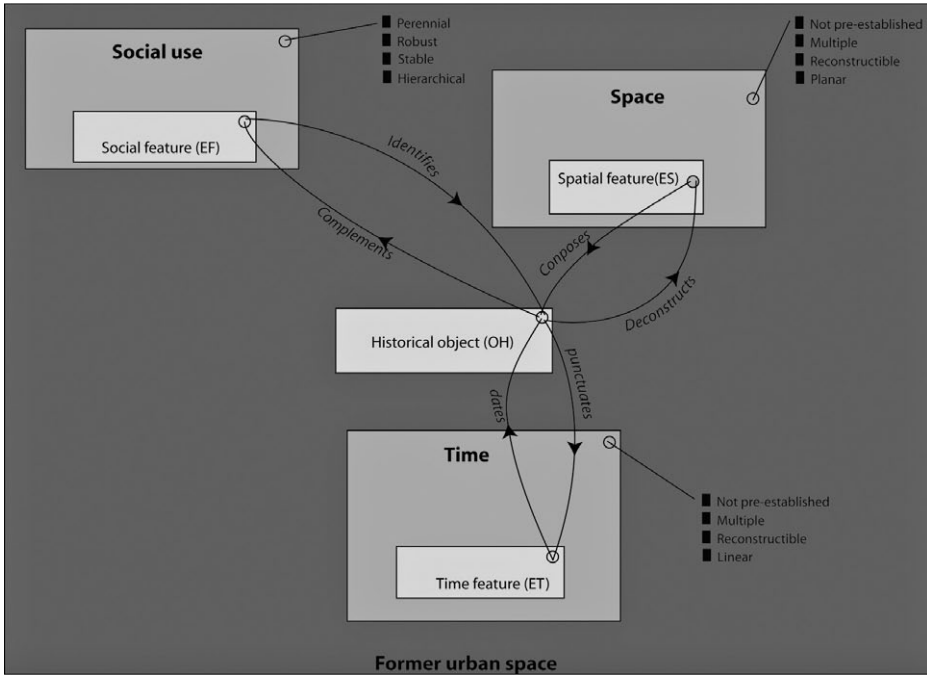 Social use
Perennial
Robust
Stable
Hierarchical
Social feature (EF)
Space
Not pre-established
Multiple
Reconstructible
Planar
Spatial feature(ES)
Identifies
Complements
Conposes
Deconstructs
Historical object (OH)
dates
punctuates
Time
Not pre-established
Multiple
Reconstructible
Linear
Time feature (ET)
Former urban space